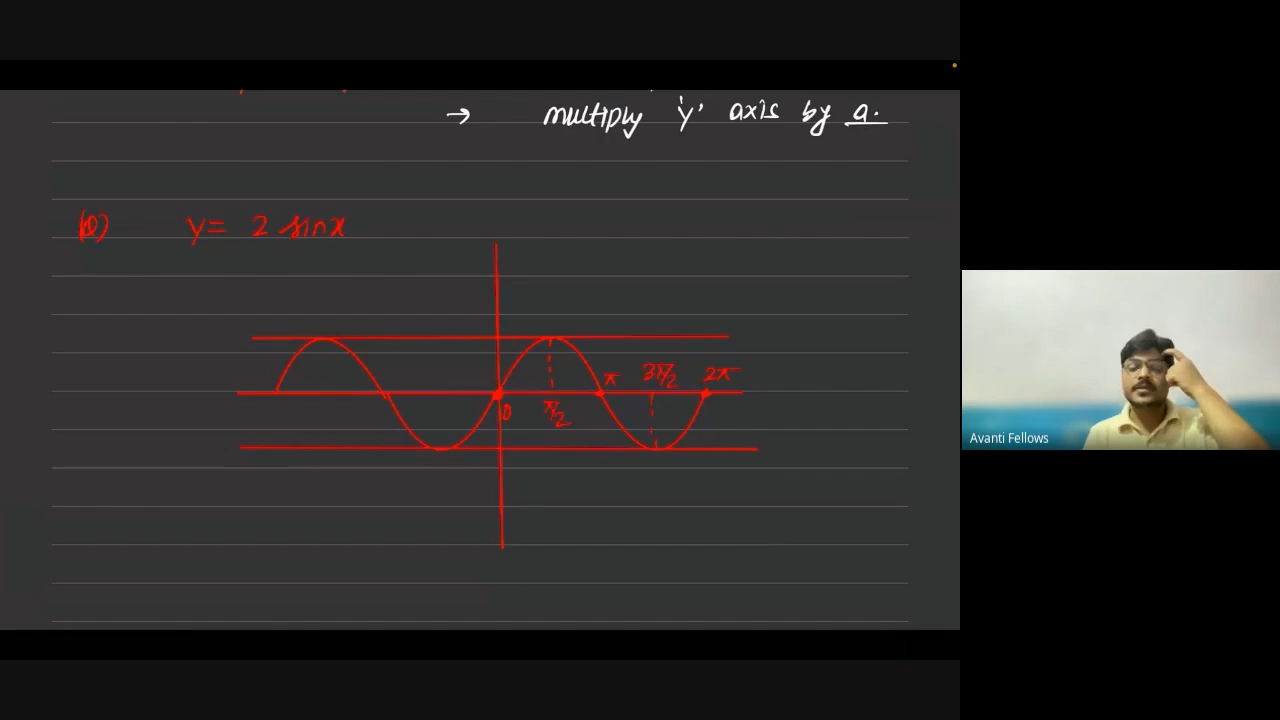 → multiply 'y' axis by a.
(Q) y = 2 sinx
π 3π/2 2π
0 π/2
Avanti Fellows